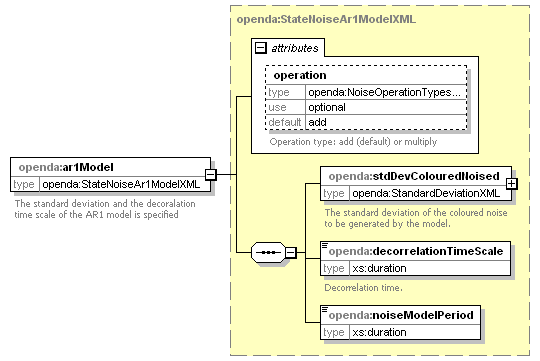 openda:StateNoiseAr1ModelXML
attributes
operation
type openda:NoiseOperationTypes...
use optional
default add
Operation type: add (default) or multiply
openda:ar1Model
type openda:StateNoiseAr1ModelXML
The standard deviation and the decoralation
time scale of the AR1 model is specified
openda:stdDevColouredNoised
type openda:StandardDeviationXML
The standard deviation of the coloured noise
to be generated by the model.
openda:decorrelationTimeScale
type xs:duration
Decorrelation time.
openda:noiseModelPeriod
type xs:duration